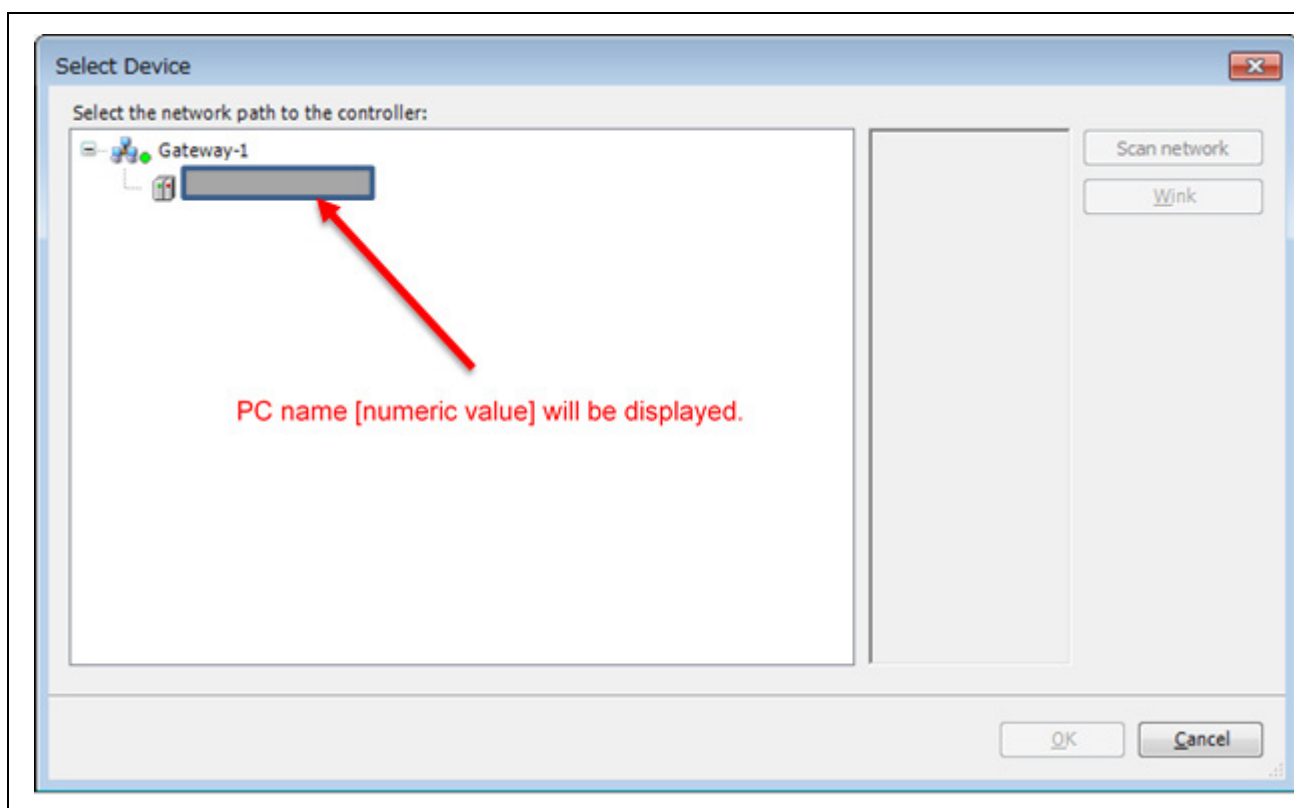 Select Device
Select the network path to the controller:
Gateway-1
Scan network
Wink
PC name [numeric value] will be displayed.
OK
Cancel